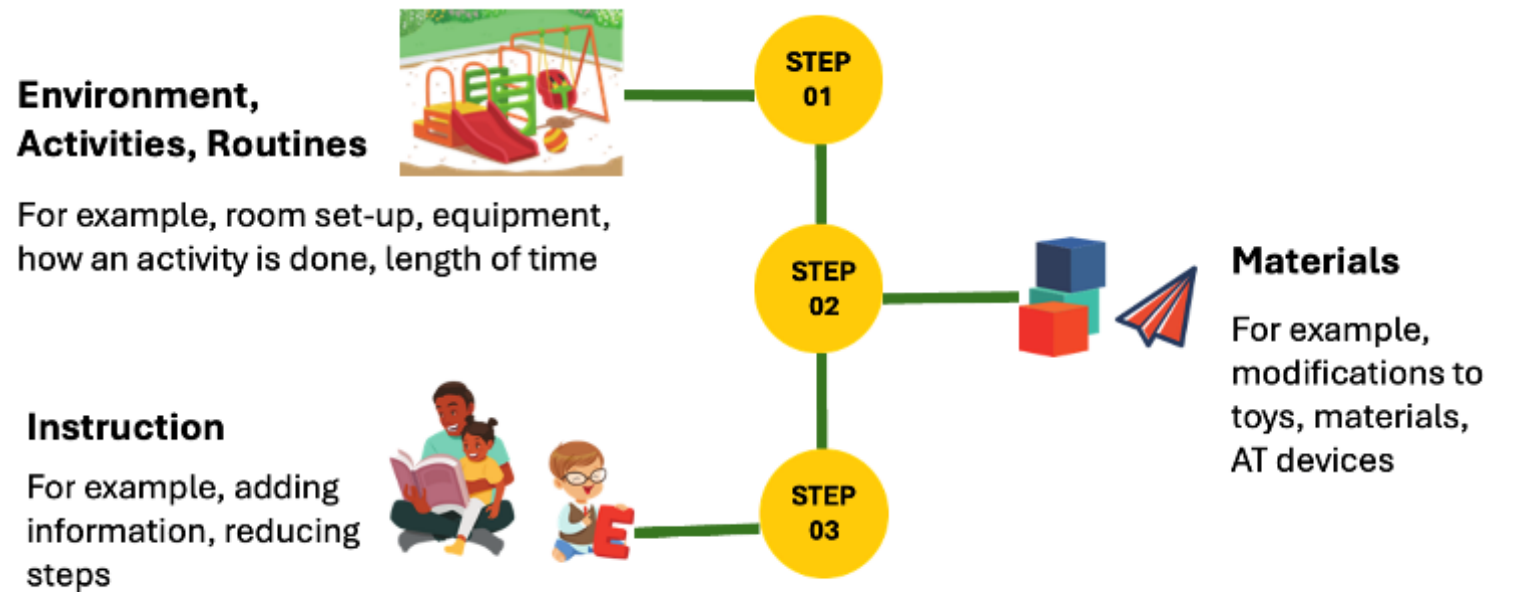 STEP
01
Environment,
Activities, Routines
For example, room set-up, equipment,
how an activity is done, length of time
STEP
02
Materials
For example,
modifications to
toys, materials,
AT devices
STEP
03
Instruction
For example, adding
information, reducing
steps
E